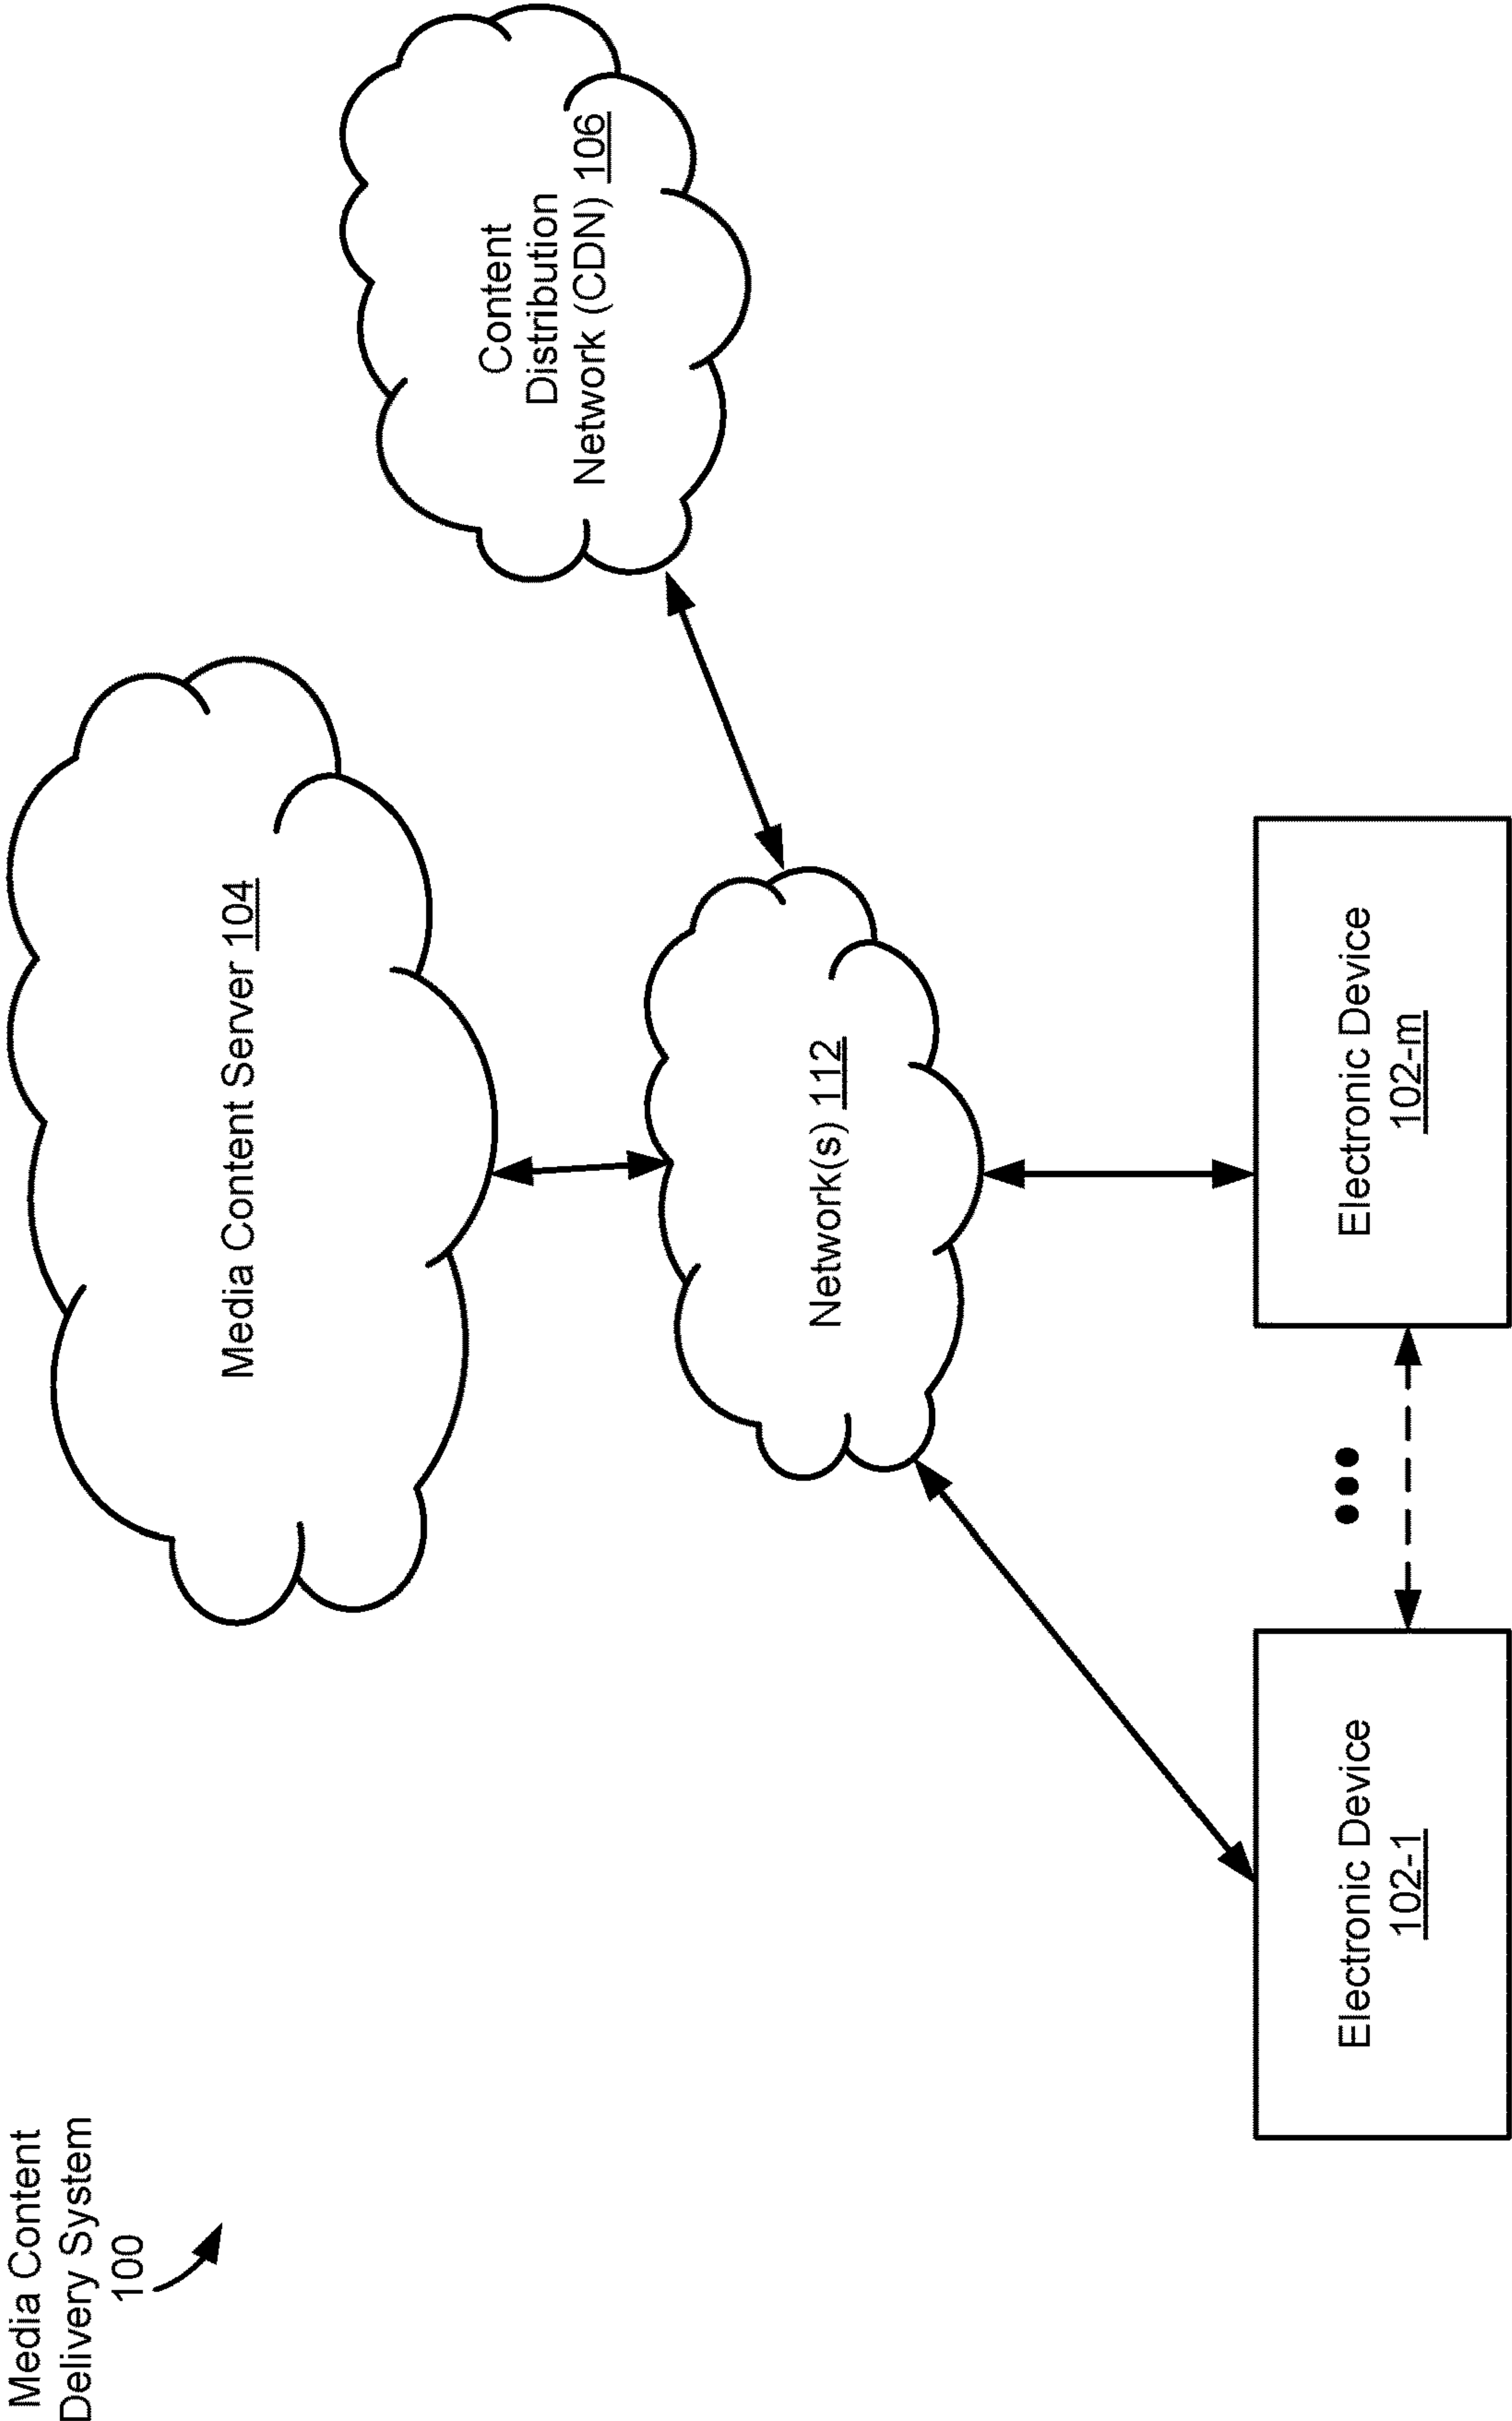 Media Content
Delivery System
100
Media Content Server 104
Content
Distribution
Network (CDN) 106
Network(s) 112
Electronic Device
102-1
Electronic Device
102-m